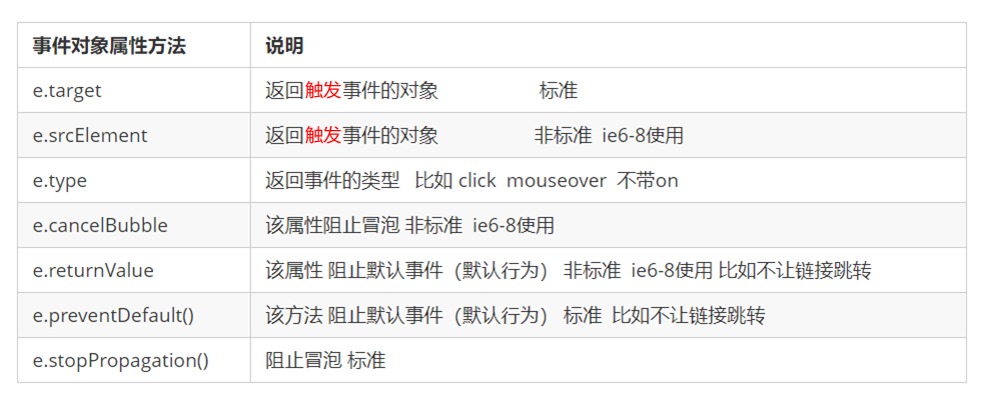 事件对象属性方法 说明
e.target 返回触发事件的对象 标准
e.srcElement 返回触发事件的对象 非标准 ie6-8使用
e.type 返回事件的类型 比如 click mouseover 不带on
e.cancelBubble 该属性阻止冒泡 非标准 ie6-8使用
e.returnValue 该属性 阻止默认事件（默认行为） 非标准 ie6-8使用 比如不让链接跳转
e.preventDefault() 该方法 阻止默认事件（默认行为） 标准 比如不让链接跳转
e.stopPropagation() 阻止冒泡 标准